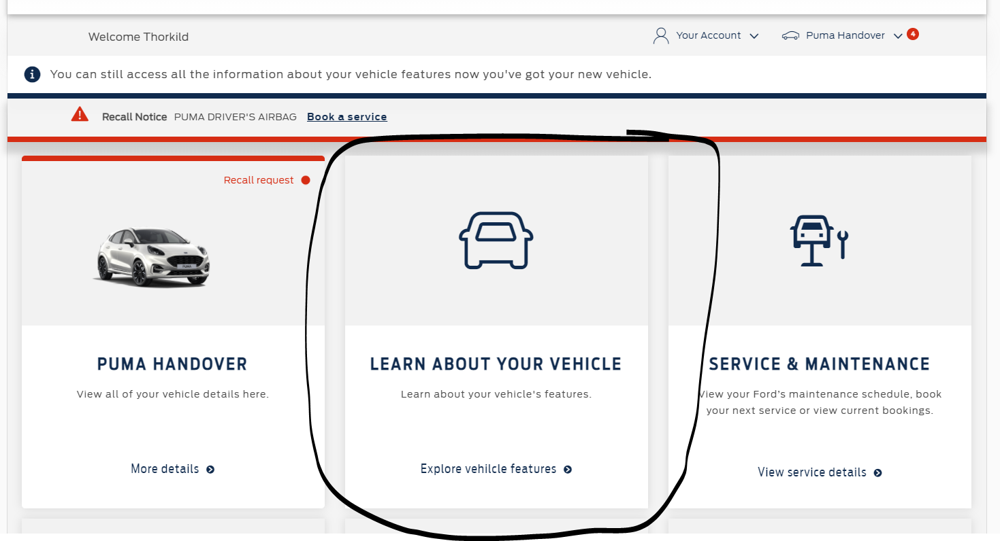 Welcome Thorkild
Your Account
Puma Handover
4
You can still access all the information about your vehicle features now you've got your new vehicle.
Recall Notice PUMA DRIVER'S AIRBAG Book a service
Recall request
PUMA
PUMA HANDOVER
View all of your vehicle details here.
More details
LEARN ABOUT YOUR VEHICLE
Learn about your vehicle's features.
Explore vehilcle features
SERVICE & MAINTENANCE
View your Ford’s maintenance schedule, book
your next service or view current bookings.
View service details